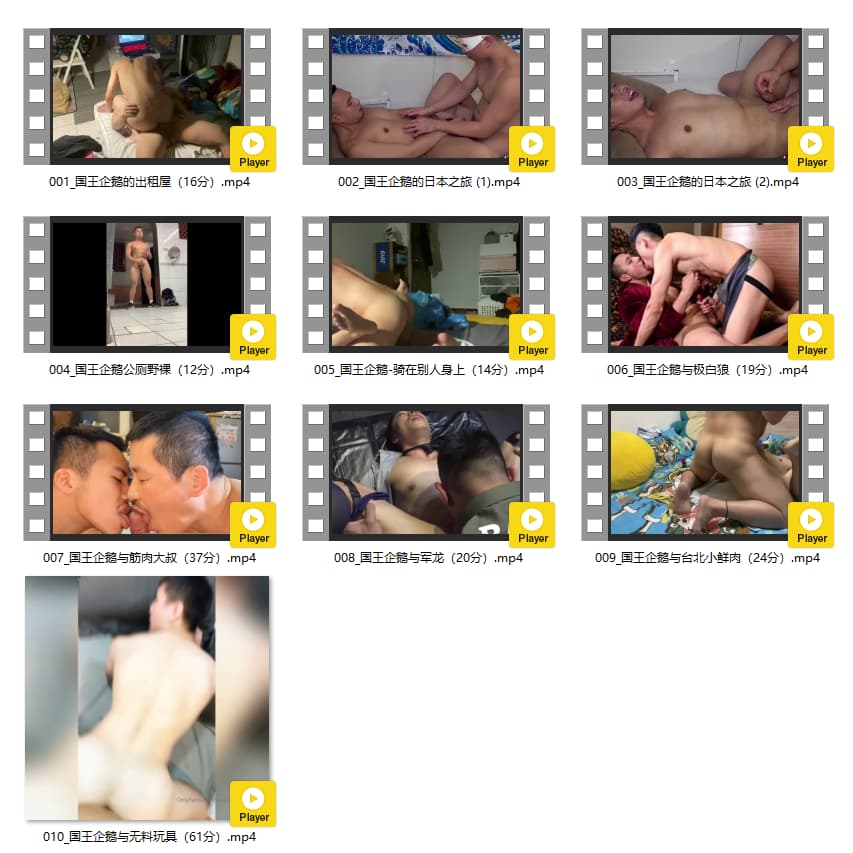 Player
Player
Player
001_国王企鹅的出租屋（16分）.mp4
002_国王企鹅的日本之旅 (1).mp4
003_国王企鹅的日本之旅 (2).mp4
Player
Player
Player
004_国王企鹅公厕野裸（12分）.mp4
005_国王企鹅-骑在别人身上（14分）.mp4
006_国王企鹅与极白狼（19分）.mp4
Player
Player
Player
007_国王企鹅与筋肉大叔（37分）.mp4
008_国王企鹅与军龙（20分）.mp4
009_国王企鹅与台北小鲜肉（24分）.mp4
Player
010_国王企鹅与无料玩具（61分）.mp4